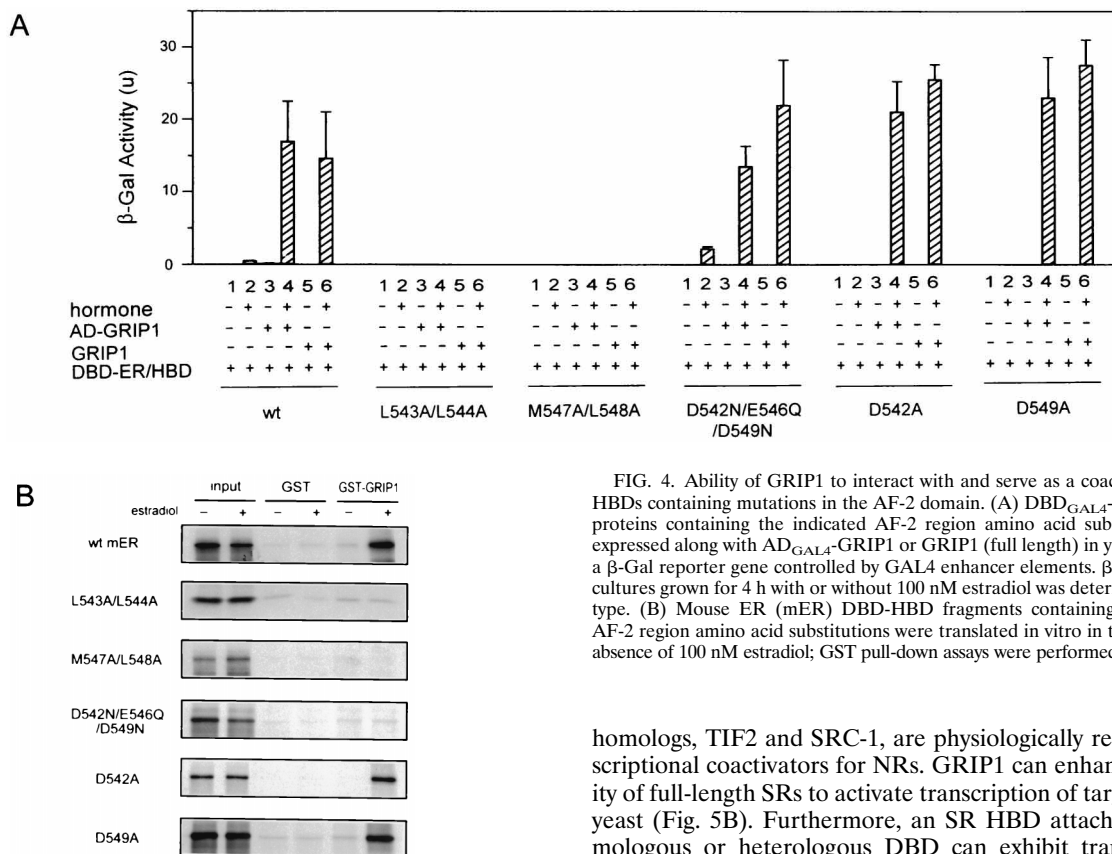 A
β-Gal Activity (u)
30
20
10
0
1 2 3 4 5 6 1 2 3 4 5 6 1 2 3 4 5 6 1 2 3 4 5 6 1 2 3 4 5 6 1 2 3 4 5 6
hormone - + - + - + - + - + - + - + - + - + - + - + - + - + - + - + - + - + - +
AD-GRIP1 - - + + - - - - + + - - - - + + - - - - + + - - - - + + - - - - + + - -
GRIP1 - - - - + + - - - - + + - - - - + + - - - - + + - - - - + + - - - - + +
DBD-ER/HBD + + + + + + + + + + + + + + + + + + + + + + + + + + + + + + + + + + + +
wt L543A/L544A M547A/L548A D542N/E546Q D542A D549A
/D549N
B
input GST GST-GRIP1
estradiol - + - + - +
wt mER
L543A/L544A
M547A/L548A
D542N/E546Q
/D549N
D542A
D549A
FIG. 4. Ability of GRIP1 to interact with and serve as a coac
HBDs containing mutations in the AF-2 domain. (A) DBDGAL4-
proteins containing the indicated AF-2 region amino acid sub
expressed along with ADGAL4-GRIP1 or GRIP1 (full length) in y
a β-Gal reporter gene controlled by GAL4 enhancer elements. β
cultures grown for 4 h with or without 100 nM estradiol was deter
type. (B) Mouse ER (mER) DBD-HBD fragments containing
AF-2 region amino acid substitutions were translated in vitro in t
absence of 100 nM estradiol; GST pull-down assays were performed
homologs, TIF2 and SRC-1, are physiologically re
scriptional coactivators for NRs. GRIP1 can enhan
ity of full-length SRs to activate transcription of tar
yeast (Fig. 5B). Furthermore, an SR HBD attach
mologous or heterologous DBD can exhibit tran